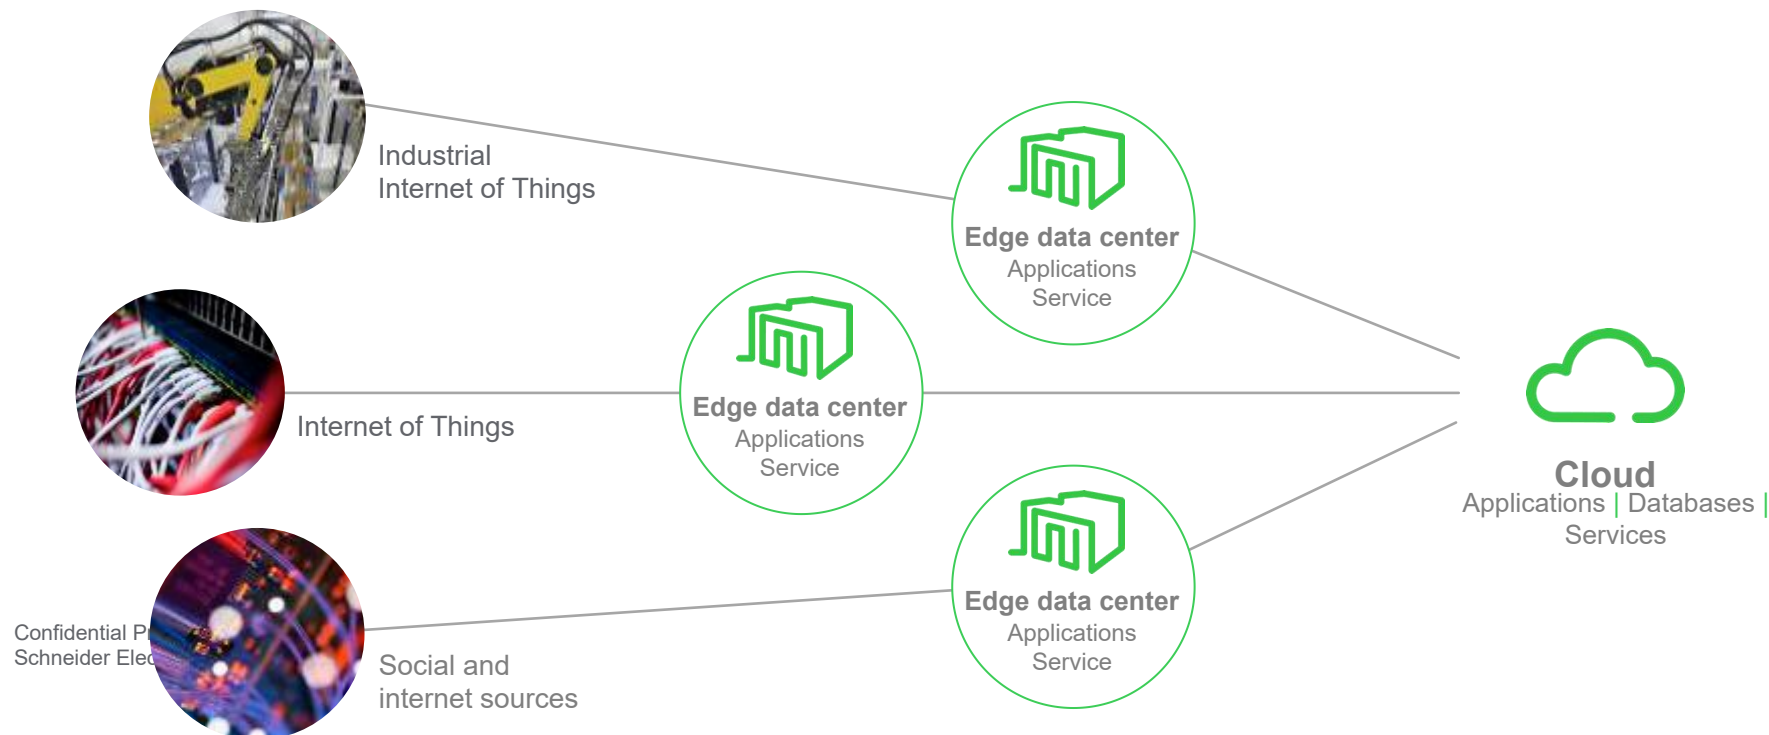 Industrial
Internet of Things
Edge data center
Applications
Service
Internet of Things
Edge data center
Applications
Service
Cloud
Applications | Databases |
Services
Edge data center
Applications
Service
Confidential
Schneider
Social and
internet sources